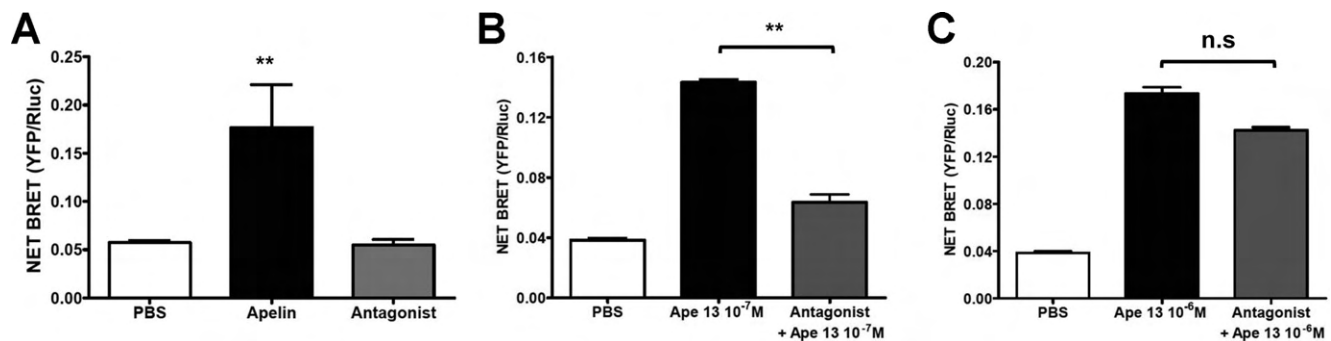 A
NET BRET (YFP/Rluc)
0.25
0.20
0.15
0.10
0.05
0.00
**
PBS
Apelin
Antagonist
B
NET BRET (YFP/Rluc)
0.16
0.12
0.08
0.04
0.00
**
PBS
Ape 13 10⁻⁷M
Antagonist
+ Ape 13 10⁻⁷M
C
NET BRET (YFP/Rluc)
0.20
0.16
0.12
0.08
0.04
0.00
n.s
PBS
Ape 13 10⁻⁶M
Antagonist
+ Ape 13 10⁻⁶M